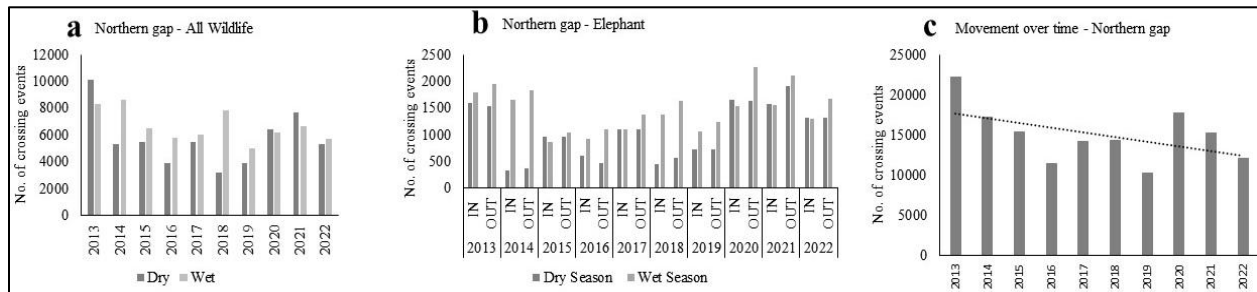 a Northern gap - All Wildlife
No. of crossing events
12000
10000
8000
6000
4000
2000
0
2013 2014 2015 2016 2017 2018 2019 2020 2021 2022
Dry Wet
b Northern gap - Elephant
No. of crossing events
2500
2000
1500
1000
500
0
IN OUT IN OUT IN OUT IN OUT IN OUT IN OUT IN OUT IN OUT IN OUT IN OUT
2013 2014 2015 2016 2017 2018 2019 2020 2021 2022
Dry Season Wet Season
c Movement over time - Northern gap
No. of crossing events
25000
20000
15000
10000
5000
0
2013 2014 2015 2016 2017 2018 2019 2020 2021 2022